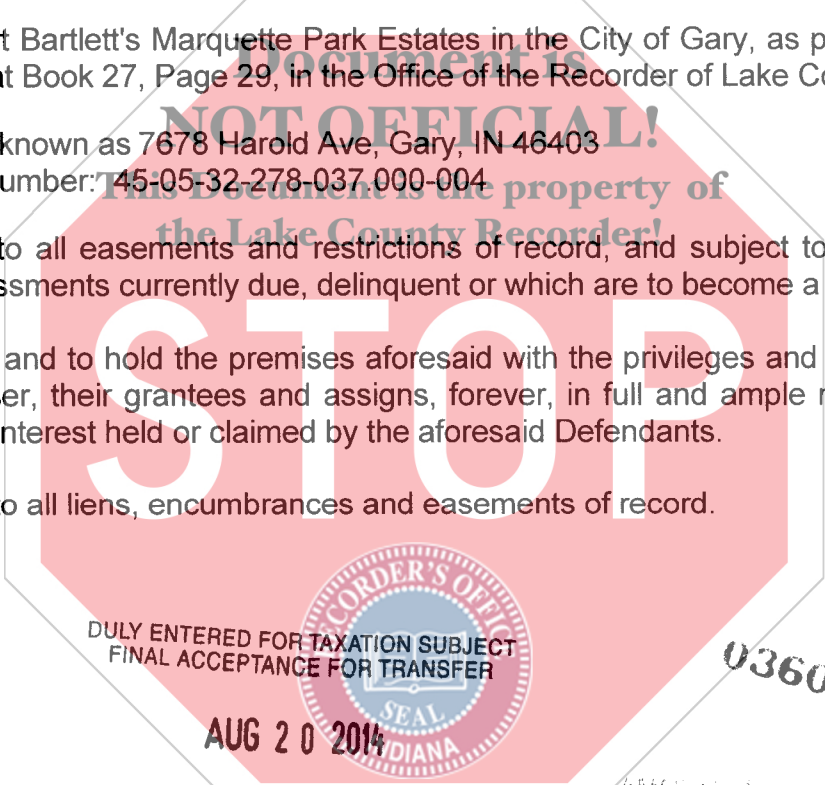 t Bartlett's Marquette Park Estates in the City of Gary, as p
at Book 27, Page 29, in the Office of the Recorder of Lake Co
Document is
NOT OFFICIAL!
known as 7678 Harold Ave, Gary, IN 46403
umber: 45-05-32-278-037.000-004
This Document is the property of
the Lake County Recorder!
to all easements and restrictions of record, and subject to
ssments currently due, delinquent or which are to become a
and to hold the premises aforesaid with the privileges and
er, their grantees and assigns, forever, in full and ample
nterest held or claimed by the aforesaid Defendants.
STOP
o all liens, encumbrances and easements of record.
RECORDER'S OFFICE
SEAL
INDIANA
DULY ENTERED FOR TAXATION SUBJECT
FINAL ACCEPTANCE FOR TRANSFER
0360
AUG 20 2014